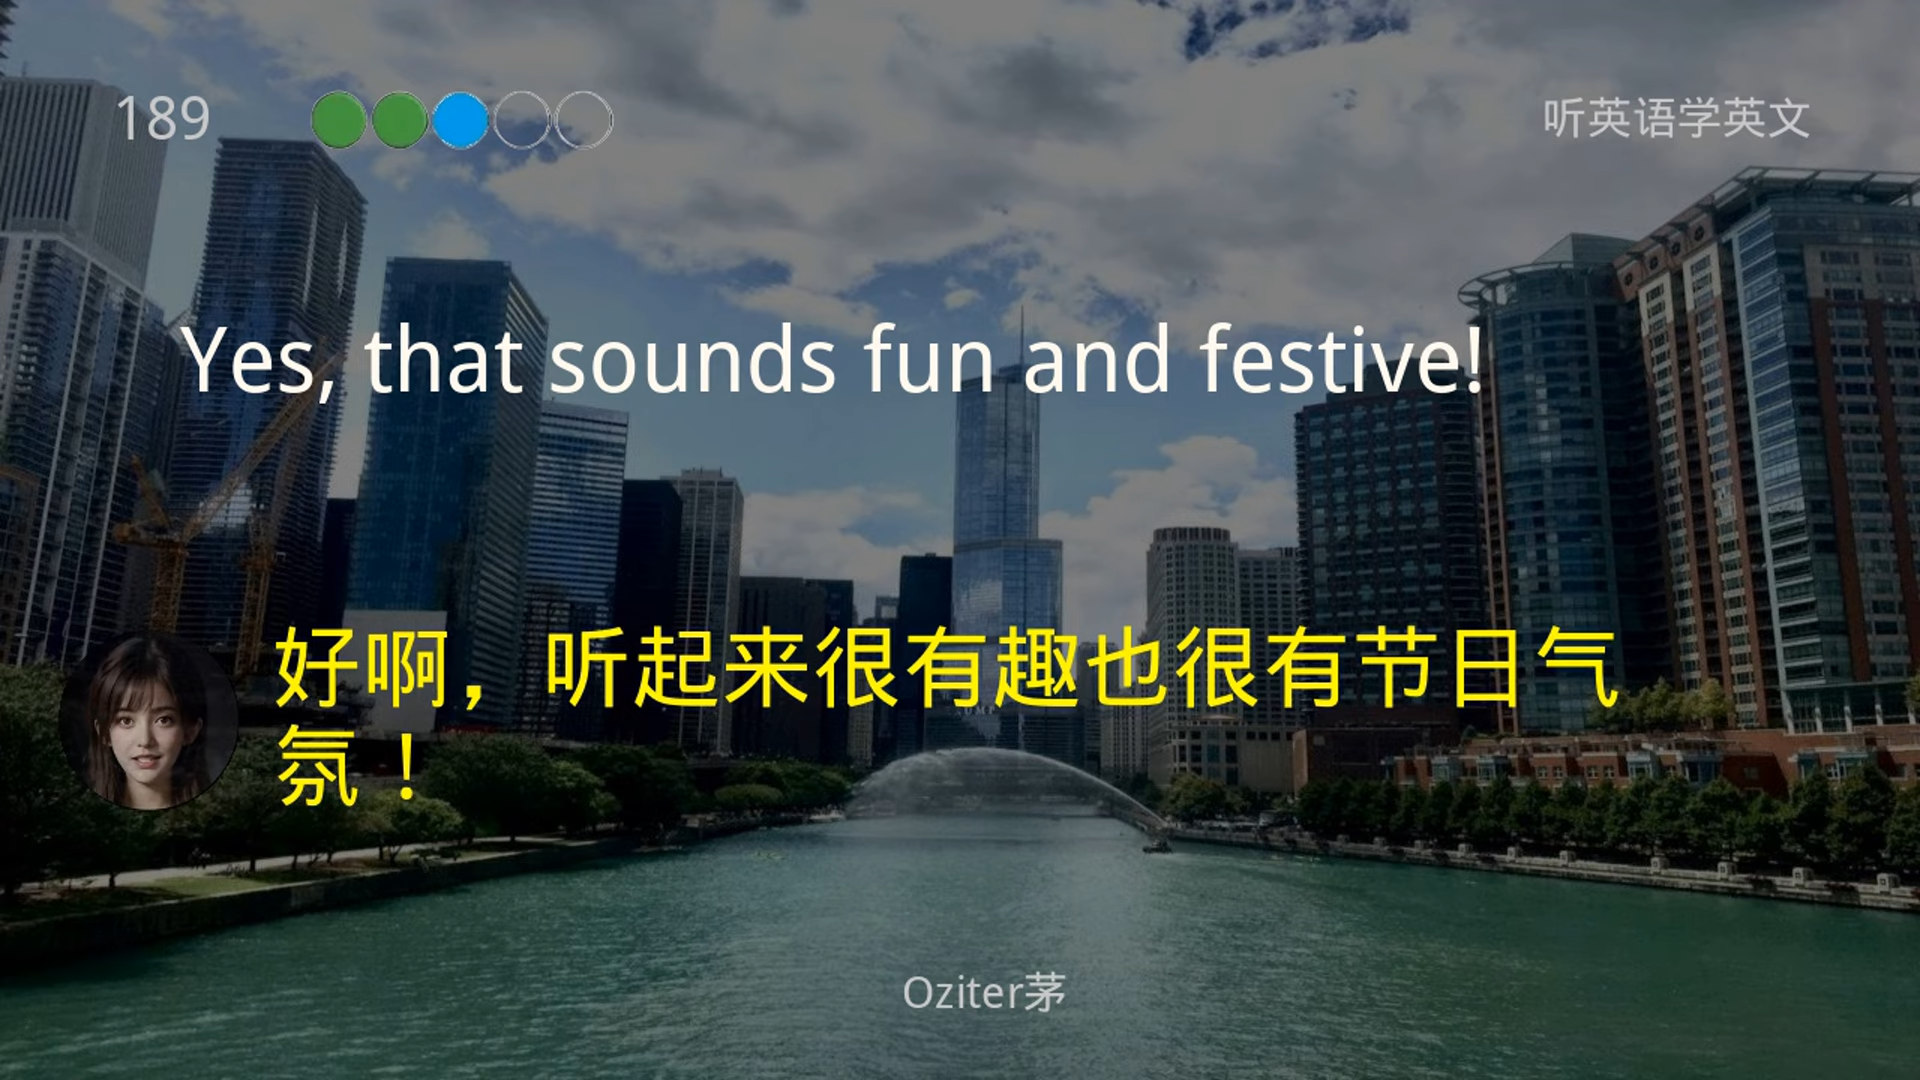 189
听英语学英文
Yes, that sounds fun and festive!
好啊，听起来很有趣也很有节日气
氛！
Oziter茅